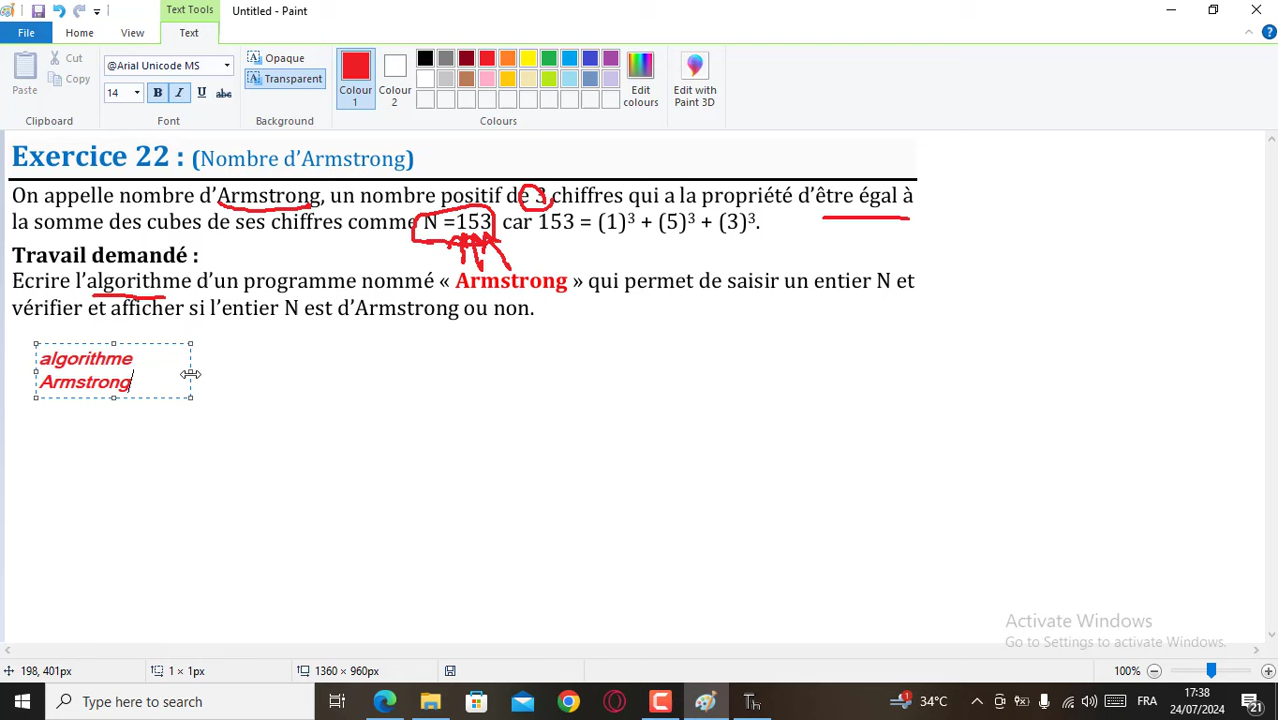 Text Tools
Untitled - Paint
File
Home
View
Text
Paste
Cut
Copy
@Arial Unicode MS
14
B
I
U
abc
Opaque
Transparent
Colour
1
Colour
2
Edit
colours
Edit with
Paint 3D
Clipboard
Font
Background
Colours
Exercice 22 : (Nombre d’Armstrong)
On appelle nombre d’Armstrong, un nombre positif de 3 chiffres qui a la propriété d’être égal à
la somme des cubes de ses chiffres comme N =153 car 153 = (1)³ + (5)³ + (3)³.
Travail demandé :
Ecrire l’algorithme d’un programme nommé « Armstrong » qui permet de saisir un entier N et
vérifier et afficher si l’entier N est d’Armstrong ou non.
algorithme
Armstrong
Activate Windows
Go to Settings to activate Windows.
198, 401px
1 × 1px
1360 × 960px
100%
Type here to search
Th
1
34°C
FRA
17:38
24/07/2024
21